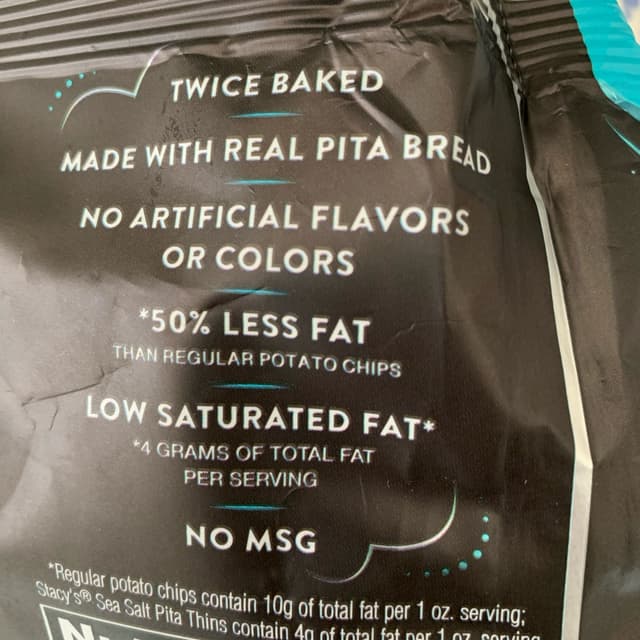 TWICE BAKED
MADE WITH REAL PITA BREAD
NO ARTIFICIAL FLAVORS
OR COLORS
*50% LESS FAT
THAN REGULAR POTATO CHIPS
LOW SATURATED FAT*
*4 GRAMS OF TOTAL FAT
PER SERVING
NO MSG
*Regular potato chips contain 10g of total fat per 1 oz. serving;
Stacy's® Sea Salt Pita Thins contain 4g of total fat per 1 oz. serving